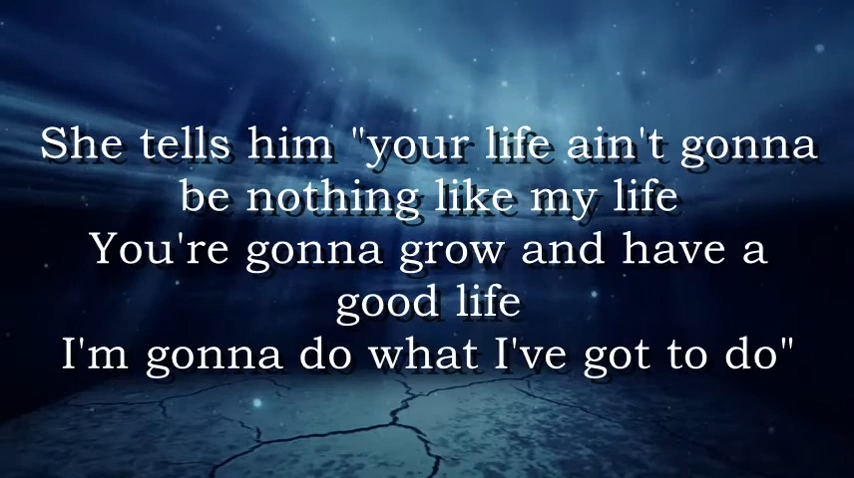 She tells him "your life ain't gonna
be nothing like my life
You're gonna grow and have a
good life
I'm gonna do what I've got to do"